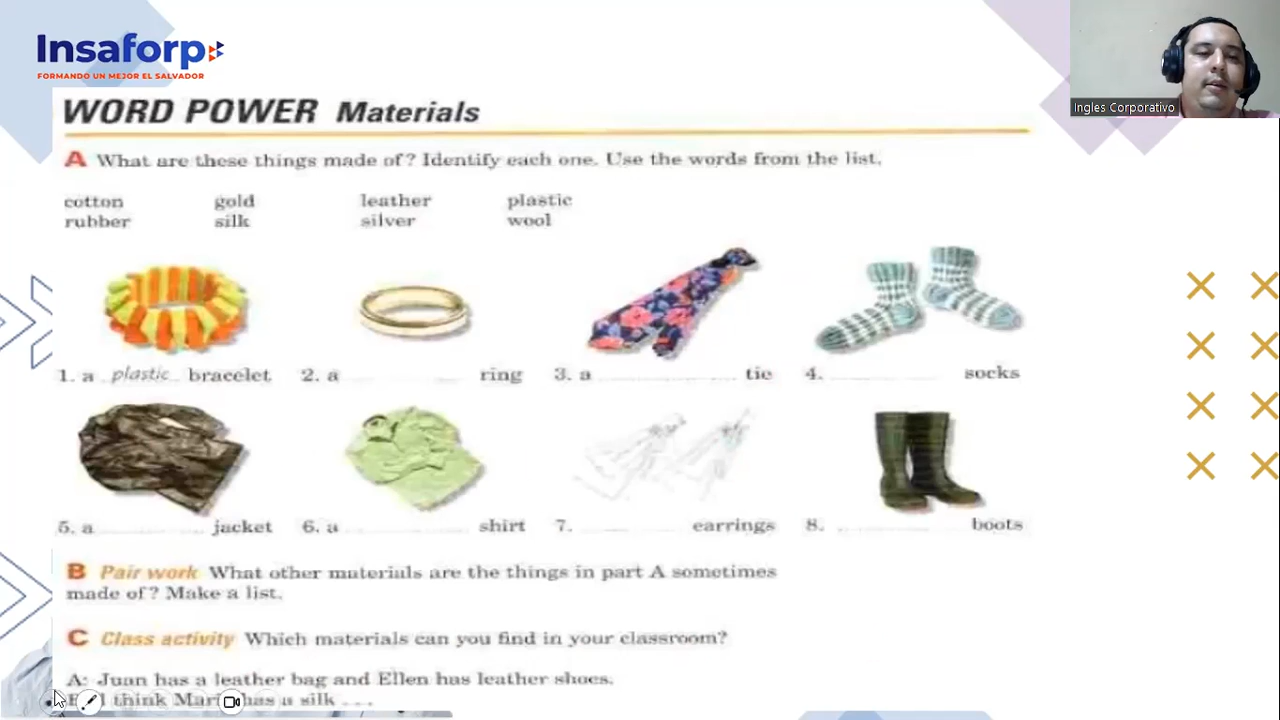 Insaforp
FORMANDO UN MEJOR EL SALVADOR
Ingles Corporativo
WORD POWER Materials
A What are these things made of? Identify each one. Use the words from the list.
cotton gold leather plastic
rubber silk silver wool
1. a plastic bracelet 2. a ring 3. a tie 4. socks
5. a jacket 6. a shirt 7. earrings 8. boots
B Pair work What other materials are the things in part A sometimes
made of? Make a list.
C Class activity Which materials can you find in your classroom?
A: Juan has a leather bag and Ellen has leather shoes.
I think has a silk . . .